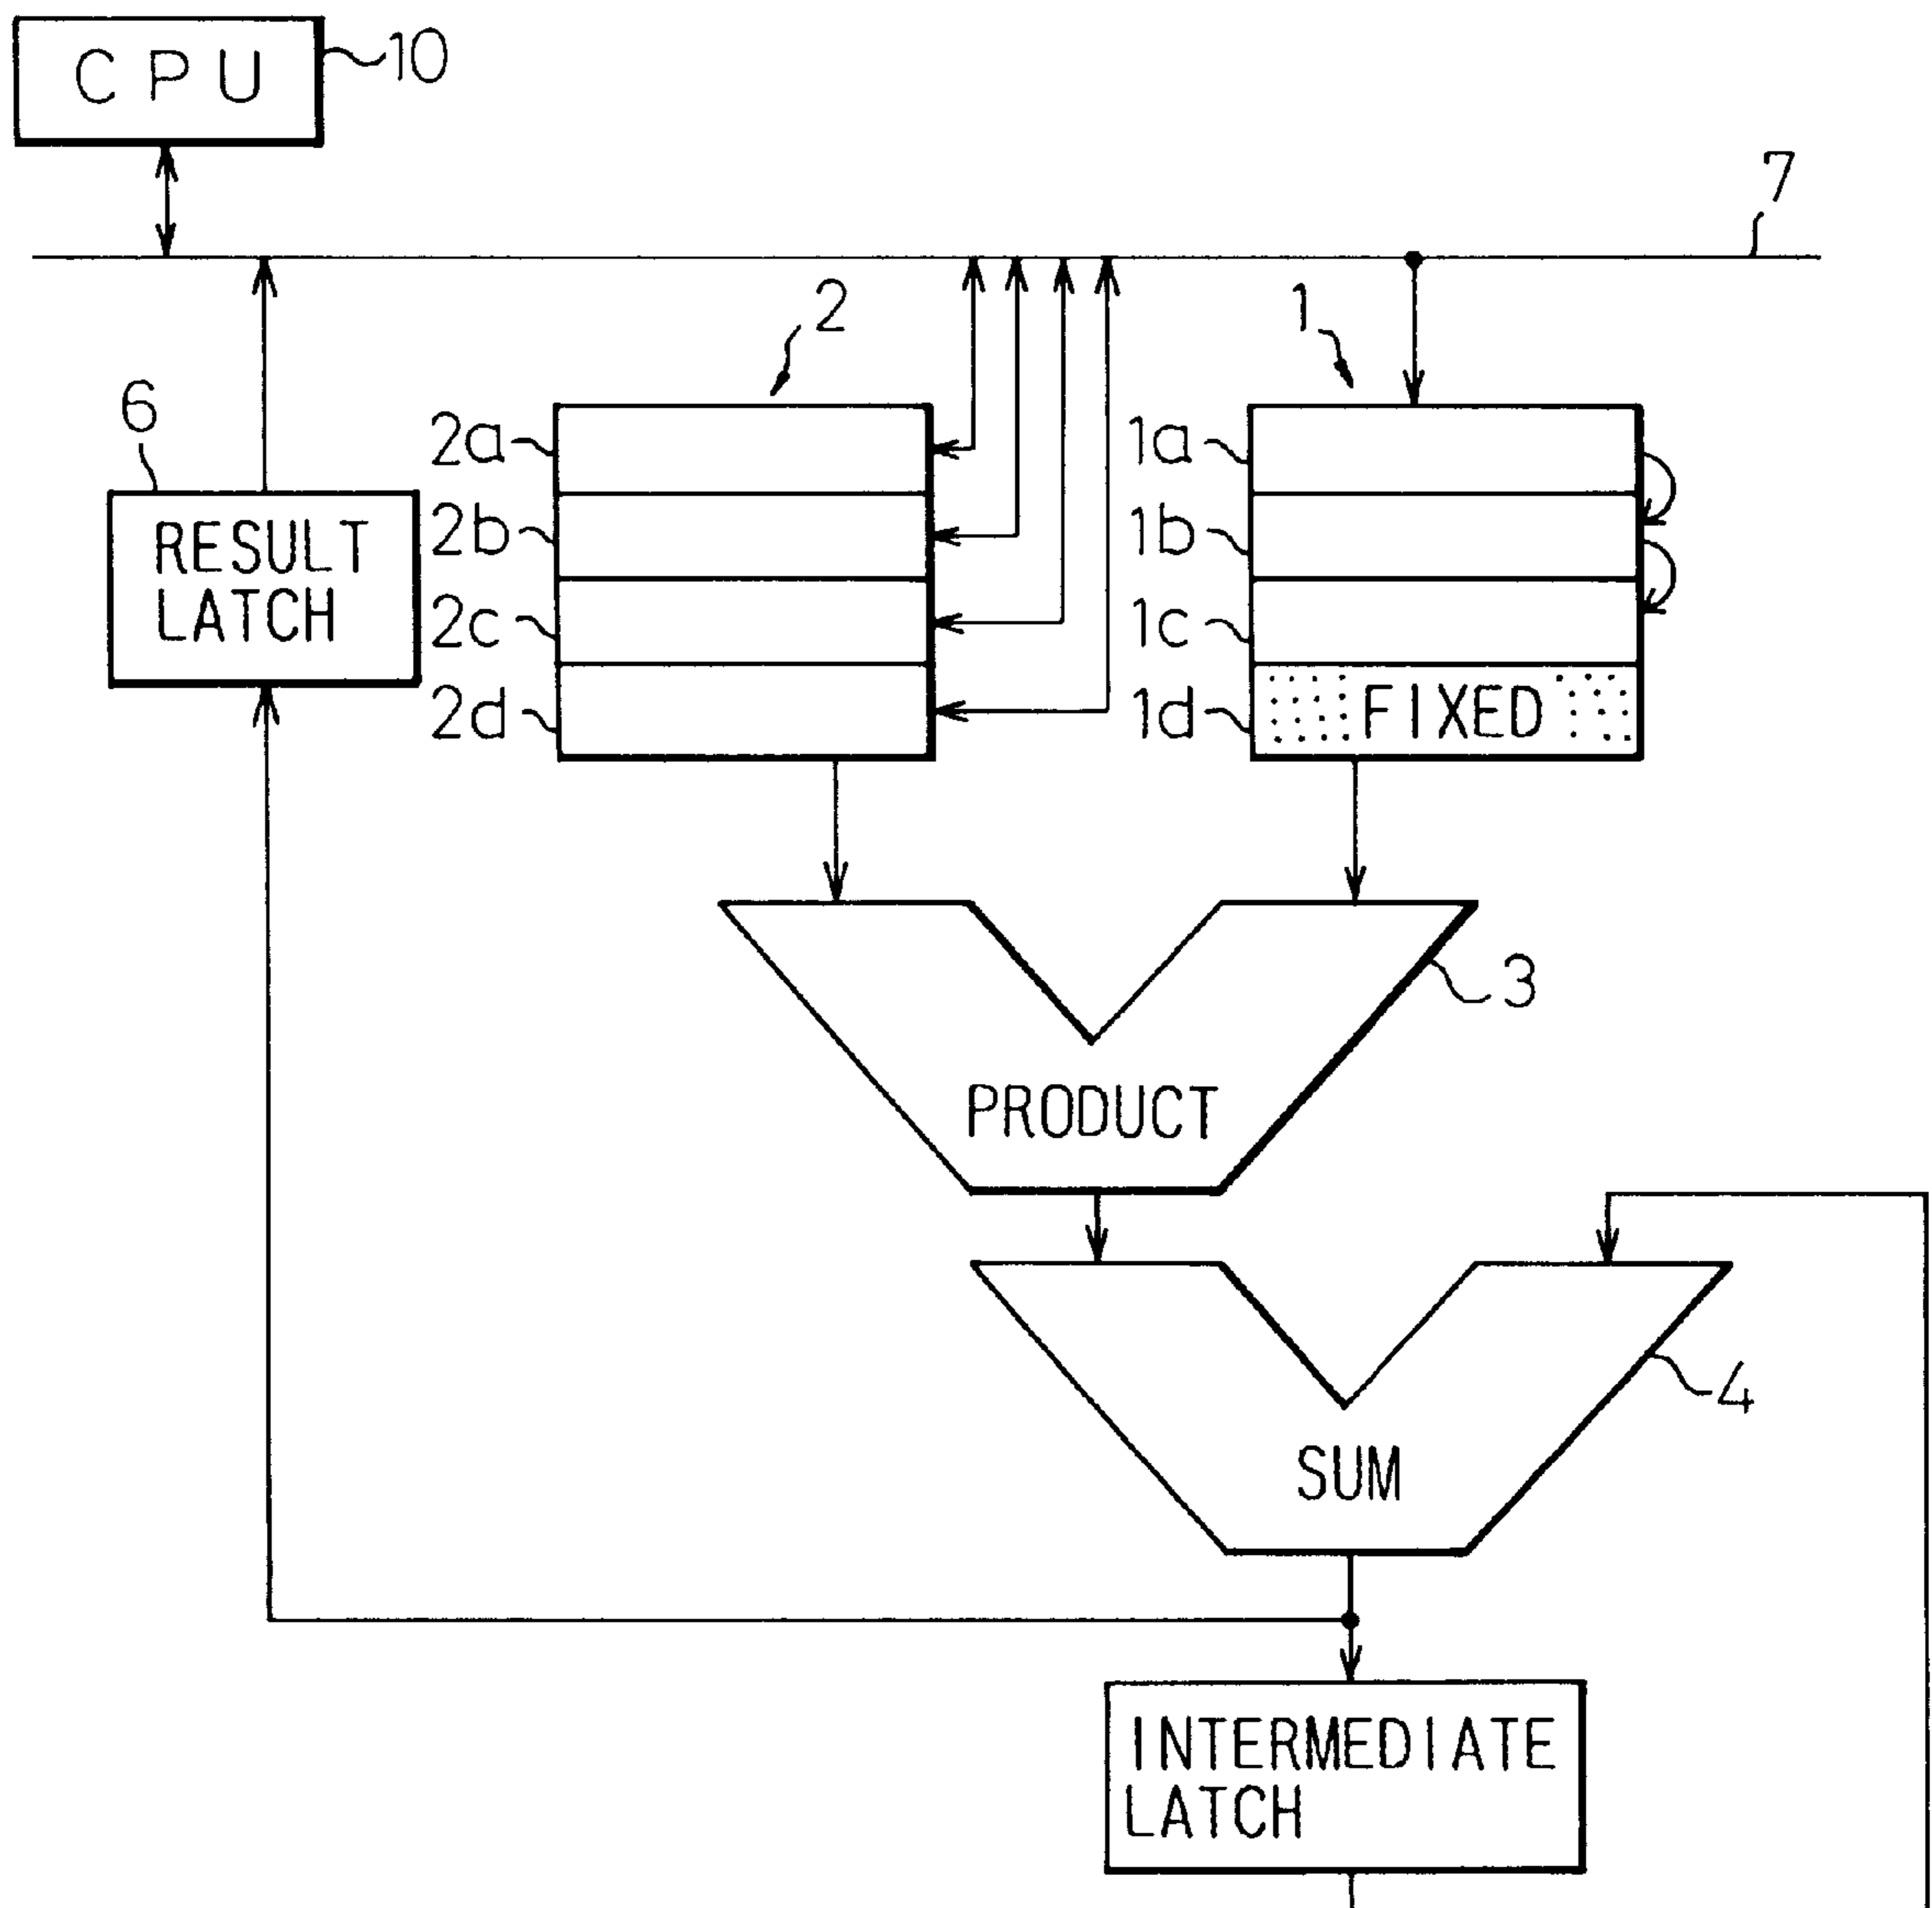 CPU
10
7
2
1
6
2a
1a
RESULT
LATCH
2b
1b
2c
1c
2d
1d
FIXED
3
PRODUCT
4
SUM
INTERMEDIATE
LATCH